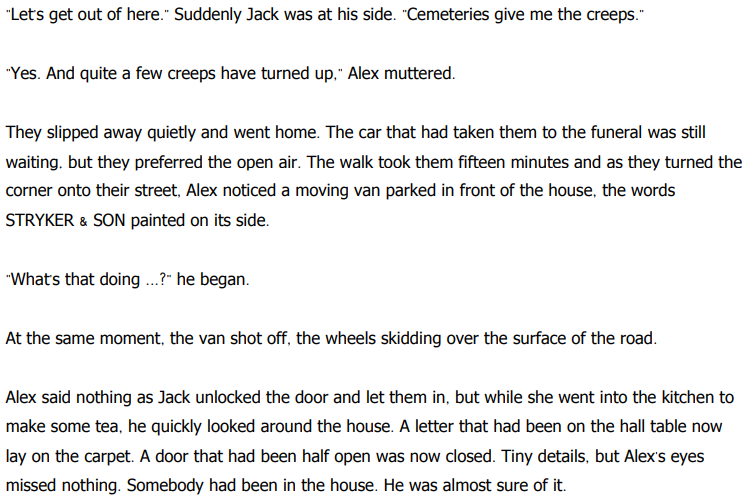 "Let's get out of here." Suddenly Jack was at his side. "Cemeteries give me the creeps."
"Yes. And quite a few creeps have turned up," Alex muttered.
They slipped away quietly and went home. The car that had taken them to the funeral was still
waiting, but they preferred the open air. The walk took them fifteen minutes and as they turned the
corner onto their street, Alex noticed a moving van parked in front of the house, the words
STRYKER & SON painted on its side.
"What's that doing ...?" he began.
At the same moment, the van shot off, the wheels skidding over the surface of the road.
Alex said nothing as Jack unlocked the door and let them in, but while she went into the kitchen to
make some tea, he quickly looked around the house. A letter that had been on the hall table now
lay on the carpet. A door that had been half open was now closed. Tiny details, but Alex's eyes
missed nothing. Somebody had been in the house. He was almost sure of it.